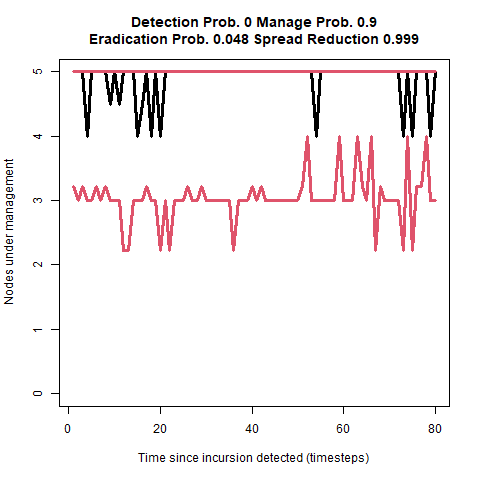 Detection Prob. 0 Manage Prob. 0.9
Eradication Prob. 0.048 Spread Reduction 0.999
Nodes under management
5
4
3
2
1
0
0 20 40 60 80
Time since incursion detected (timesteps)